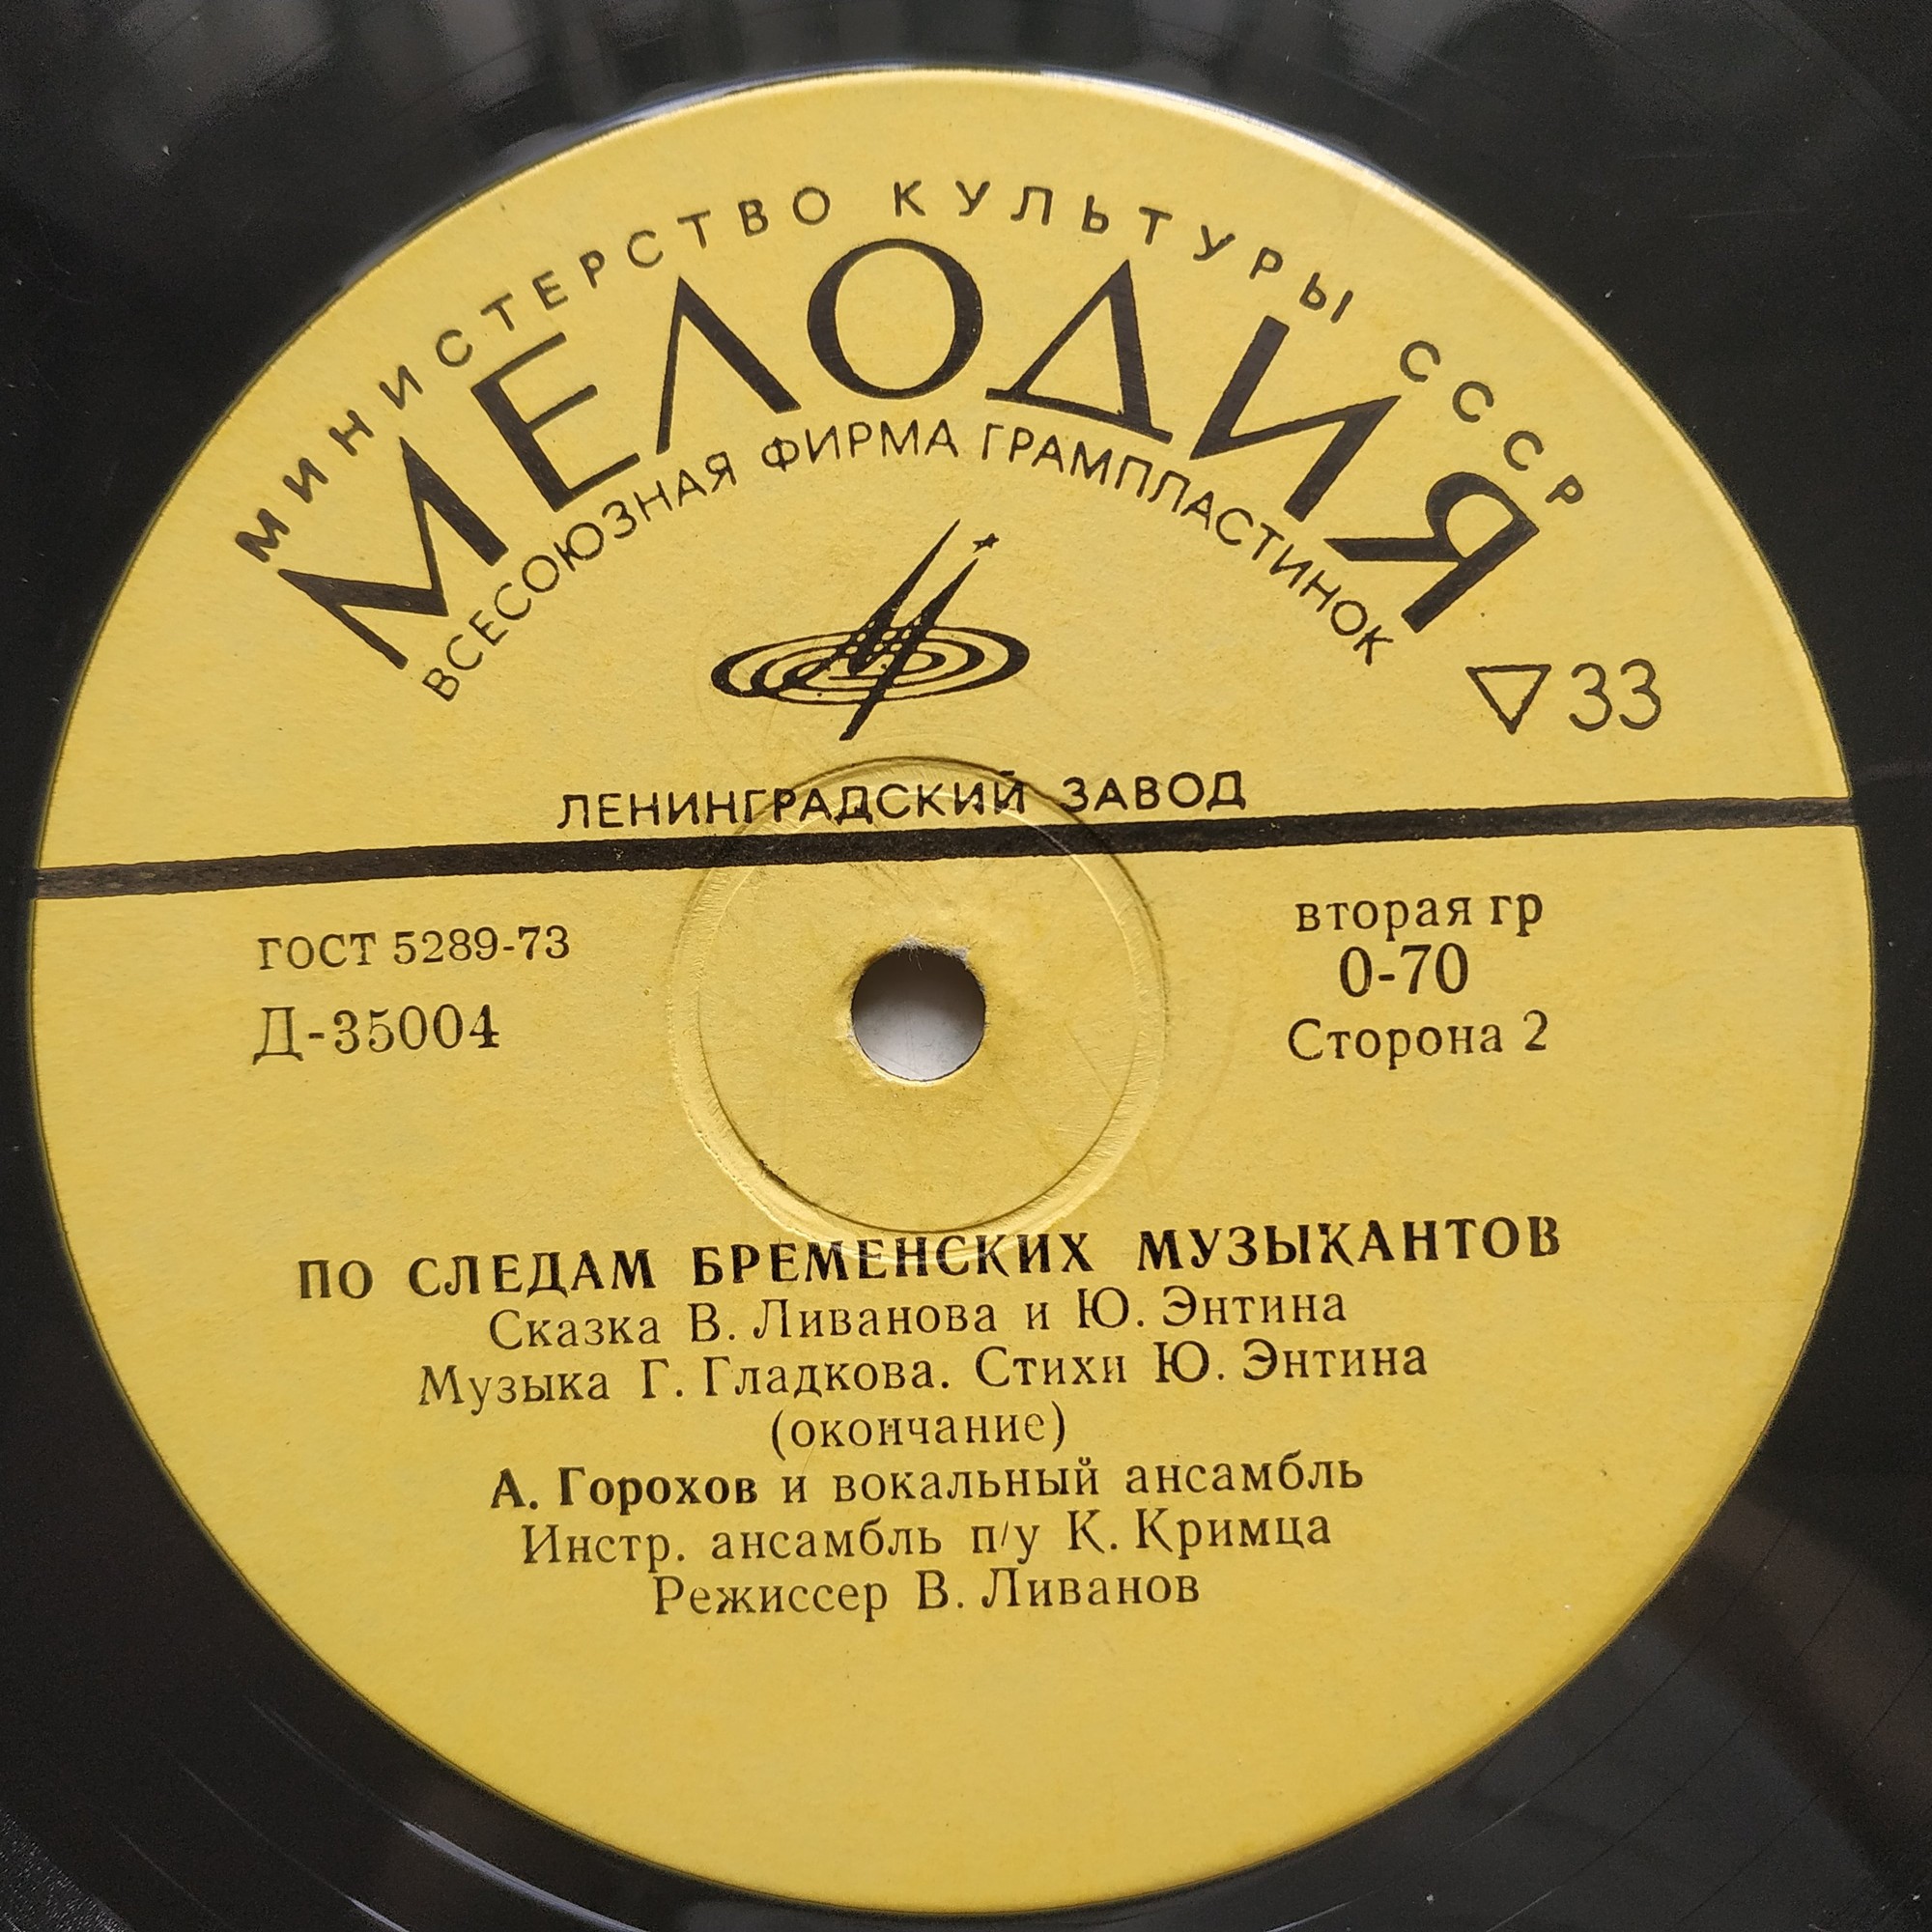 МИНИСТЕРСТВО КУЛЬТУРЫ СССР
МЕЛОДИЯ
ВСЕСОЮЗНАЯ ФИРМА ГРАМПЛАСТИНОК
33
ЛЕНИНГРАДСКИЙ ЗАВОД
ГОСТ 5289-73
Д-35004
вторая гр
0-70
Сторона 2
ПО СЛЕДАМ БРЕМЕНСКИХ МУЗЫКАНТОВ
Сказка В. Ливанова и Ю. Энтина
Музыка Г. Гладкова. Стихи Ю. Энтина
(окончание)
А. Горохов и вокальный ансамбль
Инстр. ансамбль п/у К. Кримца
Режиссер В. Ливанов